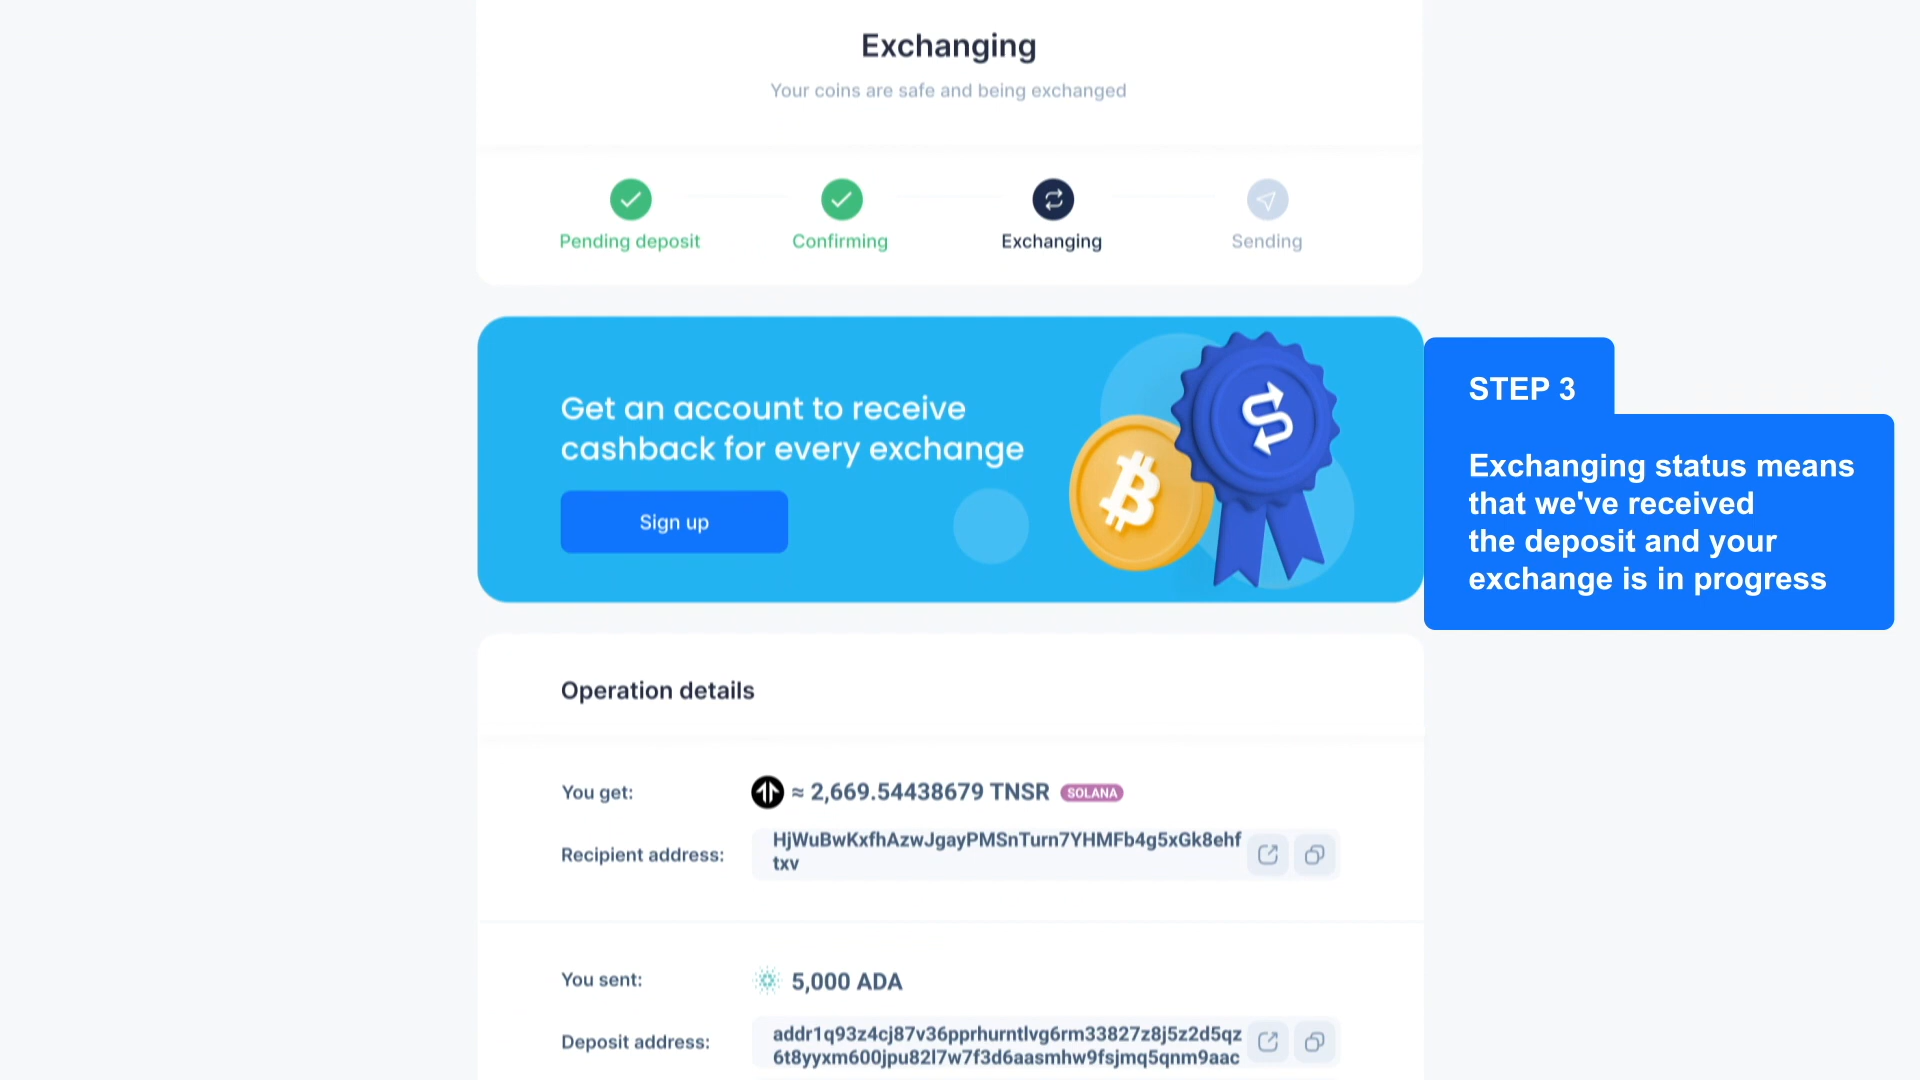 Exchanging
Your coins are safe and being exchanged
Pending deposit
Confirming
Exchanging
Sending
Get an account to receive
cashback for every exchange
Sign up
STEP 3
Exchanging status means
that we've received
the deposit and your
exchange is in progress
Operation details
You get:
≈ 2,669.54438679 TNSR SOLANA
Recipient address:
HjWuBwKxfhAzwJgayPMSnTurn7YHMFb4g5xGk8ehf
txv
You sent:
5,000 ADA
Deposit address:
addr1q93z4cj87v36pprhurntlvg6rm33827z8j5z2d5qz
6t8yyxm600jpu82l7w7f3d6aasmhw9fsjmq5qnm9aac